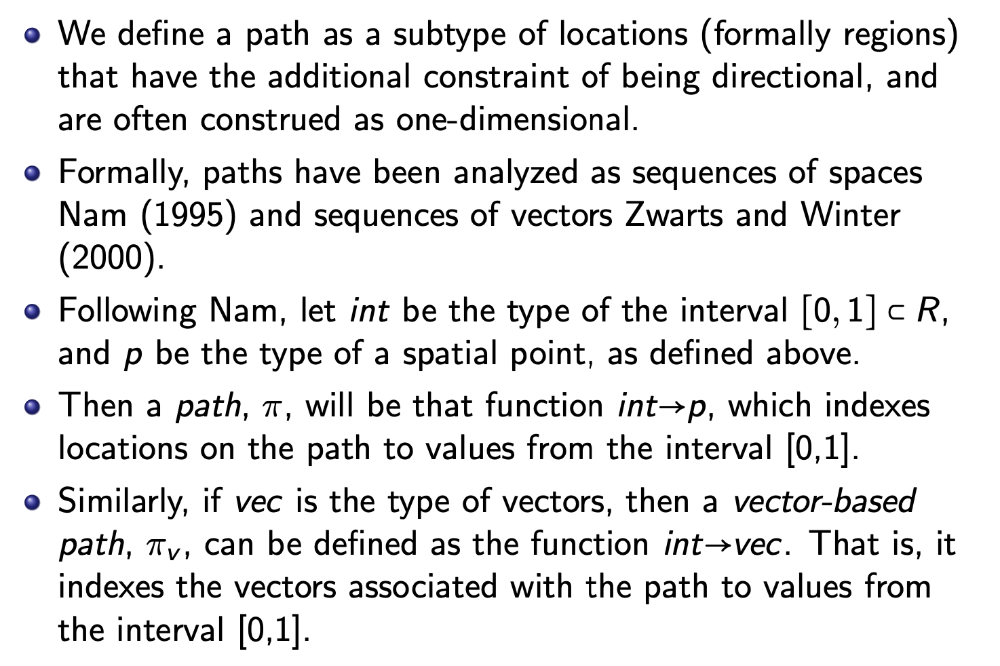 We define a path as a subtype of locations (formally regions)
that have the additional constraint of being directional, and
are often construed as one-dimensional.
Formally, paths have been analyzed as sequences of spaces
Nam (1995) and sequences of vectors Zwarts and Winter
(2000).
Following Nam, let int be the type of the interval [0, 1] ⊂ R,
and p be the type of a spatial point, as defined above.
Then a path, π, will be that function int→p, which indexes
locations on the path to values from the interval [0,1].
Similarly, if vec is the type of vectors, then a vector-based
path, πᵥ, can be defined as the function int→vec. That is, it
indexes the vectors associated with the path to values from
the interval [0,1].